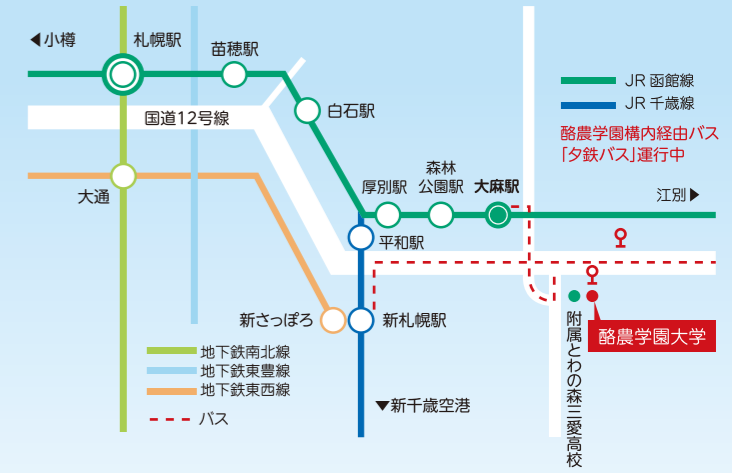 小樽
札幌駅
苗穂駅
JR 函館線
JR 千歳線
国道12号線
白石駅
酪農学園構内経由バス
「夕鉄バス」運行中
大通
厚別駅
森林
公園駅
大麻駅
江別
平和駅
新さっぽろ
新札幌駅
酪農学園大学
附属とわの森三愛高校
地下鉄南北線
地下鉄東豊線
地下鉄東西線
バス
新千歳空港